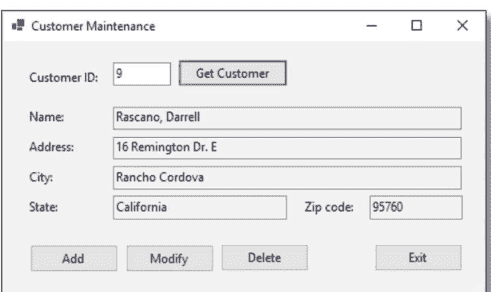 Customer Maintenance
Customer ID: 9 Get Customer
Name: Rascano, Darrell
Address: 16 Remington Dr. E
City: Rancho Cordova
State: California Zip code: 95760
Add Modify Delete Exit